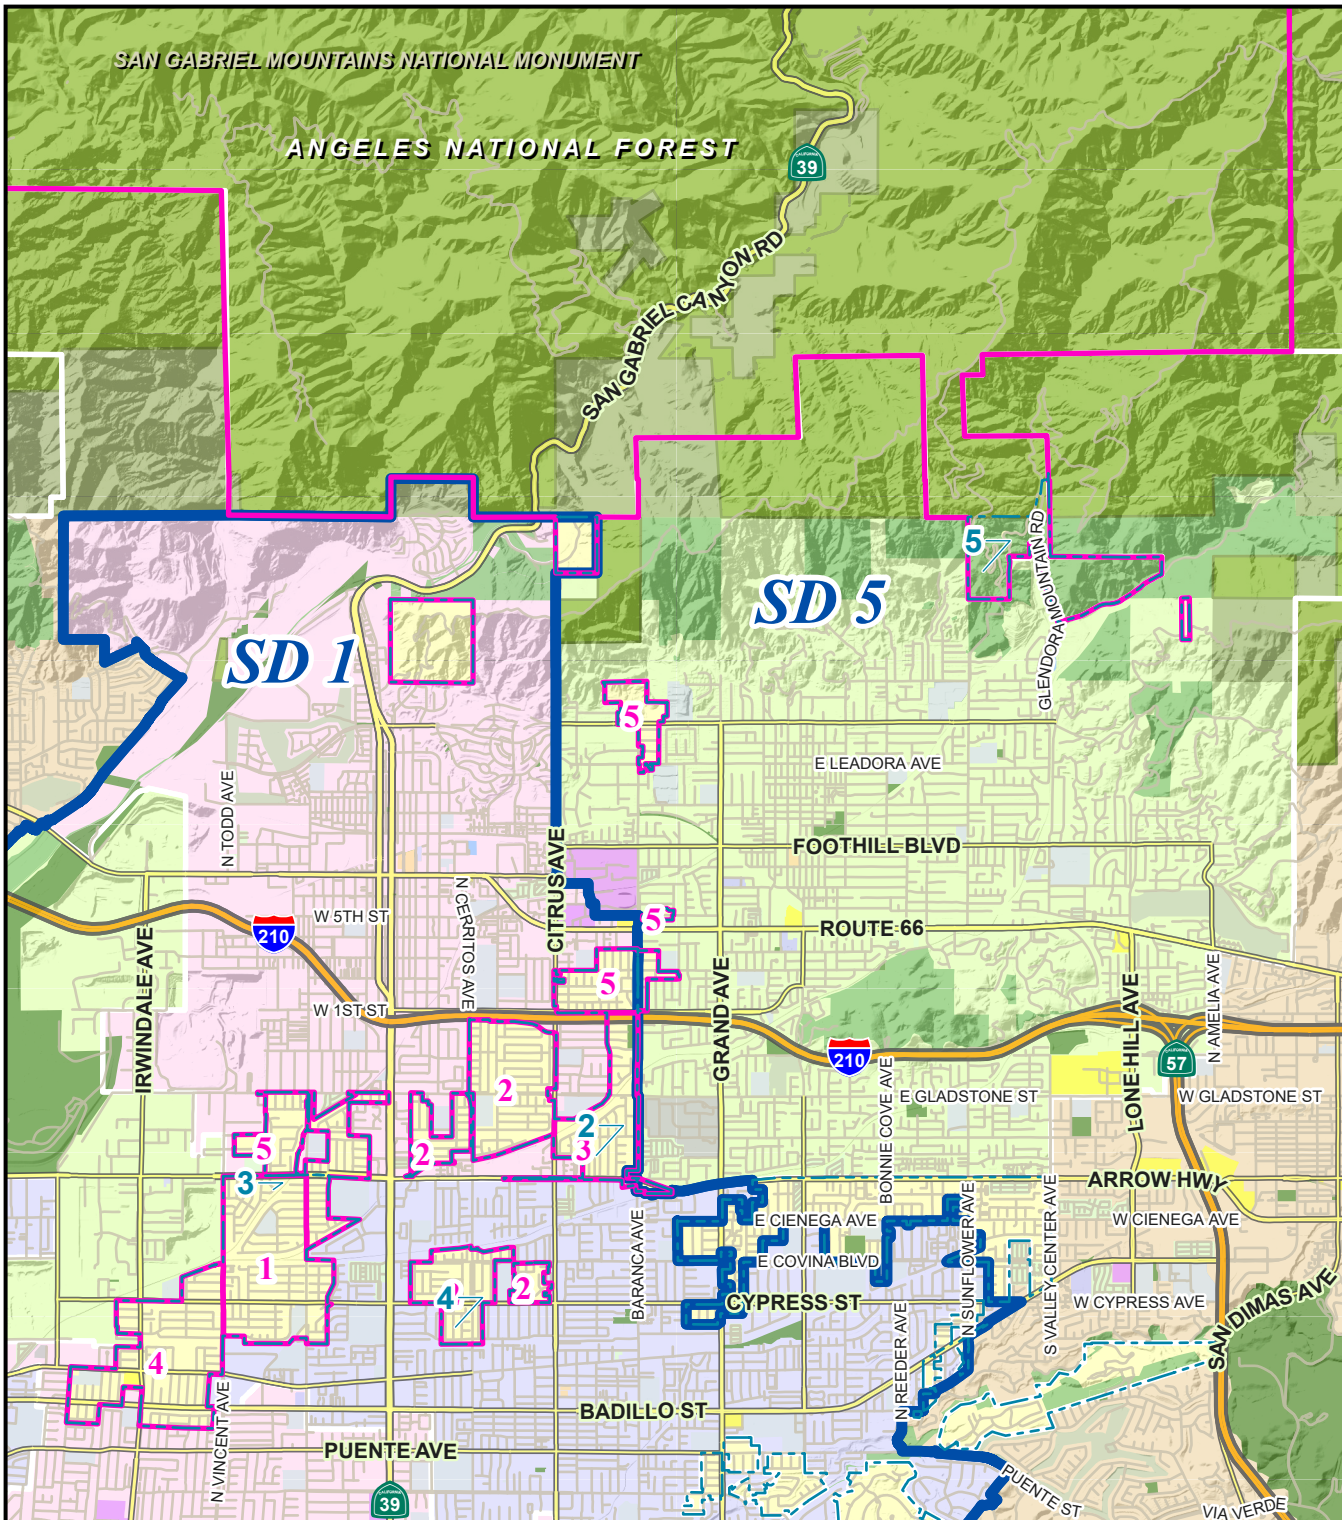 SAN GABRIEL MOUNTAINS NATIONAL MONUMENT
ANGELES NATIONAL FOREST
CALIFORNIA
39
SAN GABRIEL CANYON RD
5
SD 5
SD 1
GLENDORA MOUNTAIN RD
5
E LEADORA AVE
N TODD AVE
FOOTHILL BLVD
CITRUS AVE
N CERRITOS AVE
W 5TH ST
5
ROUTE 66
210
IRWINDALE AVE
5
W 1ST ST
GRAND AVE
LONE HILL AVE
N AMELIA AVE
210
CALIFORNIA
57
BONNIE COVE AVE
2
E GLADSTONE ST
W GLADSTONE ST
2
5
2
3
3
ARROW HWY
BARANCA AVE
E CIENEGA AVE
N SUNFLOWER AVE
S VALLEY CENTER AVE
W CIENEGA AVE
1
E COVINA BLVD
2
4
CYPRESS ST
W CYPRESS AVE
SAN DIMAS AVE
4
N REEDER AVE
N VINCENT AVE
BADILLO ST
PUENTE AVE
CALIFORNIA
39
PUENTE ST
VIA VERDE